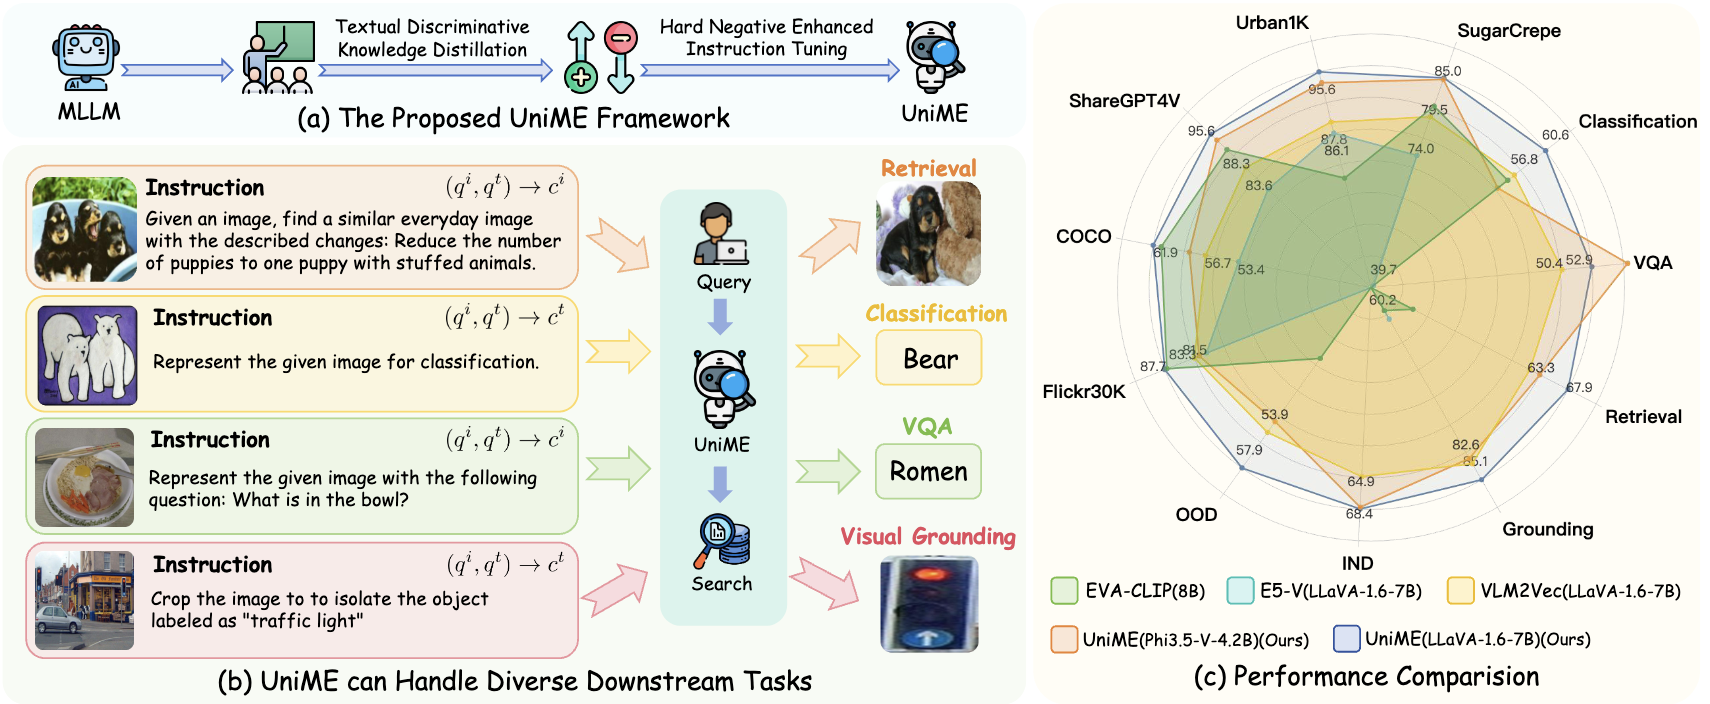 Textual Discriminative
Knowledge Distillation
Hard Negative Enhanced
Instruction Tuning
AI
MLLM
UniME
(a) The Proposed UniME Framework
Instruction
(q^i, q^t) → c^i
Given an image, find a similar everyday image
with the described changes: Reduce the number
of puppies to one puppy with stuffed animals.
Instruction
(q^i, q^t) → c^t
Represent the given image for classification.
Instruction
(q^i, q^t) → c^i
Represent the given image with the following
question: What is in the bowl?
Instruction
(q^i, q^t) → c^t
Crop the image to to isolate the object
labeled as "traffic light"
Query
UniME
Search
Retrieval
Classification
Bear
VQA
Romen
Visual Grounding
(b) UniME can Handle Diverse Downstream Tasks
Urban1K
SugarCrepe
ShareGPT4V
Classification
COCO
VQA
Flickr30K
Retrieval
OOD
Grounding
IND
95.6
87.8
86.1
85.0
79.5
74.0
60.6
56.8
95.6
88.3
83.6
61.9
56.7
53.4
39.7
50.4
52.9
60.2
87.7
83.3
81.5
63.3
67.9
53.9
57.9
82.6
85.1
64.9
68.4
EVA-CLIP(8B)
E5-V(LLaVA-1.6-7B)
VLM2Vec(LLaVA-1.6-7B)
UniME(Phi3.5-V-4.2B)(Ours)
UniME(LLaVA-1.6-7B)(Ours)
(c) Performance Comparision